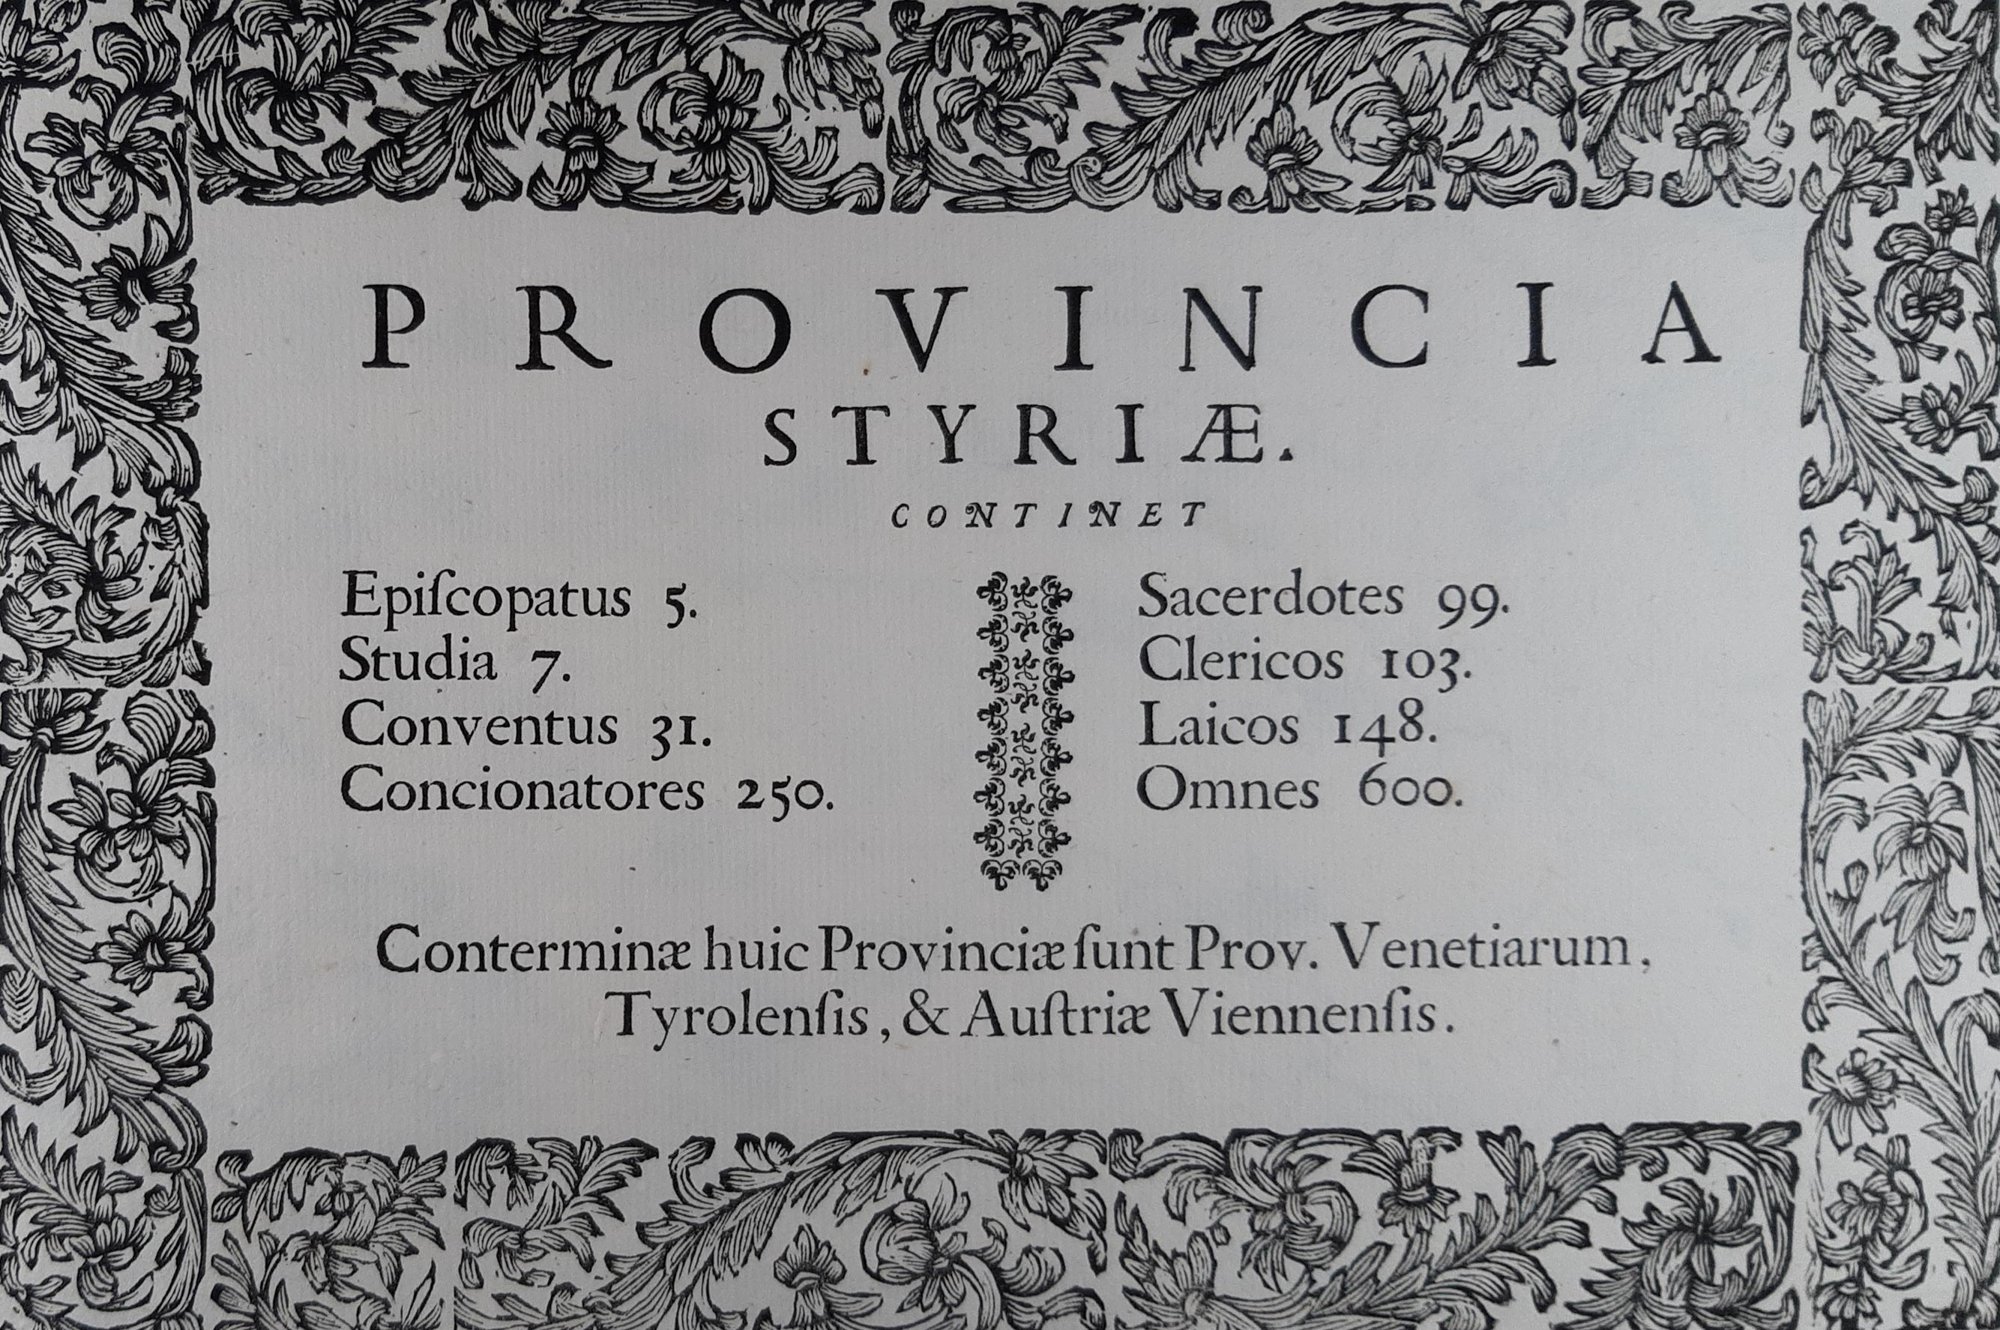 PROVINCIA
STYRIÆ.
CONTINET
Epiſcopatus 5.
Studia 7.
Conventus 31.
Concionatores 250.
Sacerdotes 99.
Clericos 103.
Laicos 148.
Omnes 600.
Conterminæ huic Provinciæ ſunt Prov. Venetiarum,
Tyrolenſis, & Auſtriæ Viennenſis.